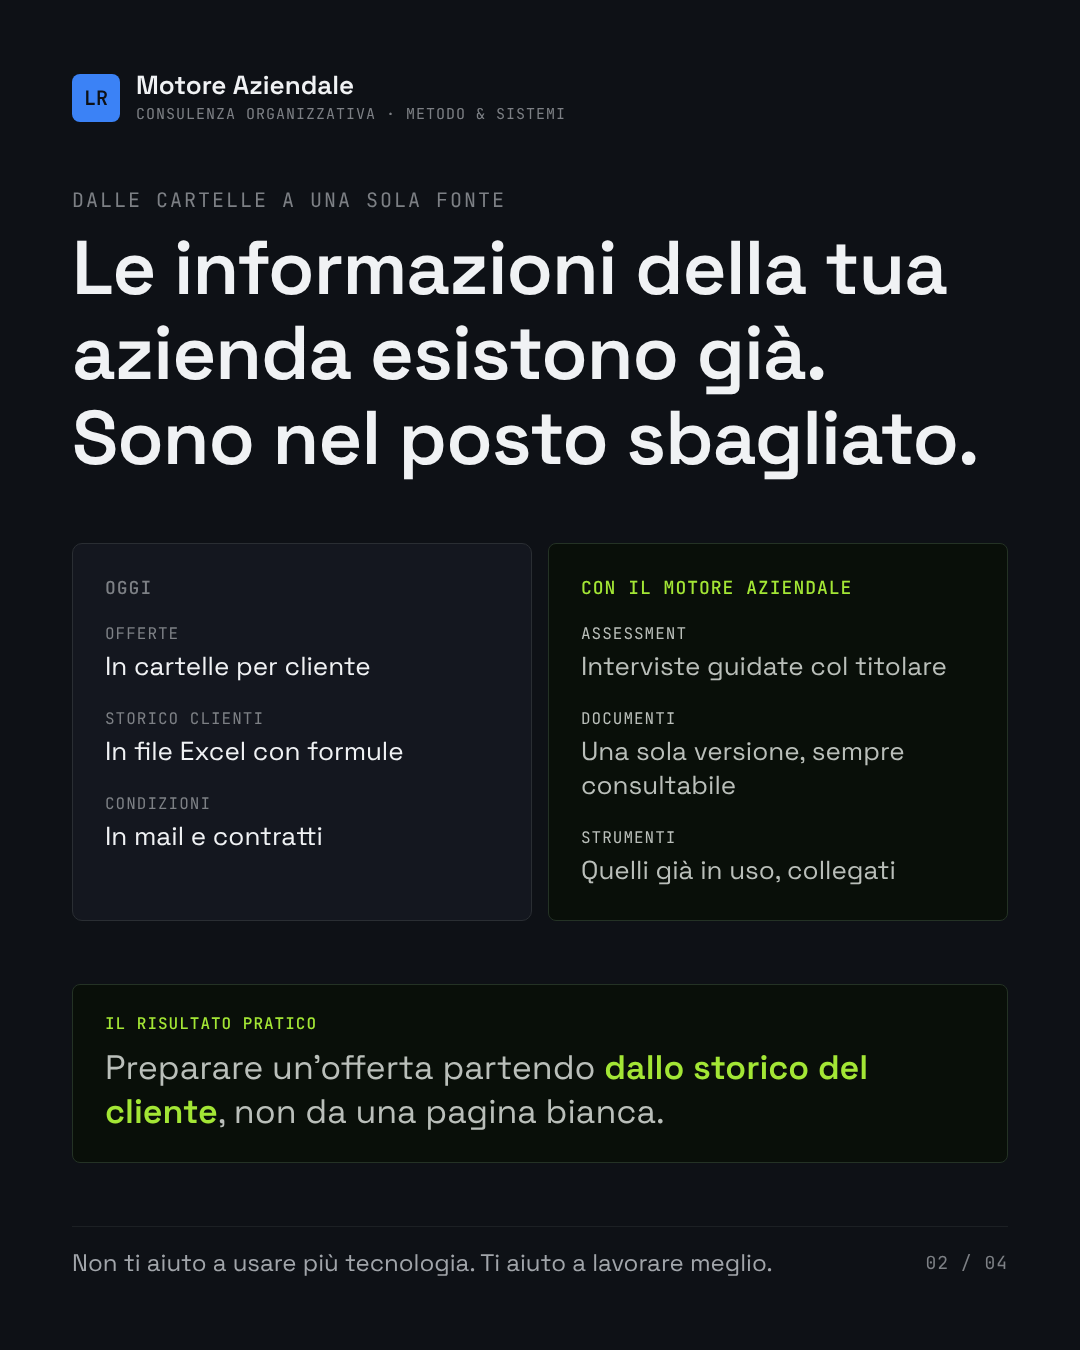 LR
Motore Aziendale
CONSULENZA ORGANIZZATIVA · METODO & SISTEMI
DALLE CARTELLE A UNA SOLA FONTE
Le informazioni della tua
azienda esistono già.
Sono nel posto sbagliato.
OGGI
OFFERTE
In cartelle per cliente
STORICO CLIENTI
In file Excel con formule
CONDIZIONI
In mail e contratti
CON IL MOTORE AZIENDALE
ASSESSMENT
Interviste guidate col titolare
DOCUMENTI
Una sola versione, sempre
consultabile
STRUMENTI
Quelli già in uso, collegati
IL RISULTATO PRATICO
Preparare un’offerta partendo dallo storico del
cliente, non da una pagina bianca.
Non ti aiuto a usare più tecnologia. Ti aiuto a lavorare meglio.
02 / 04